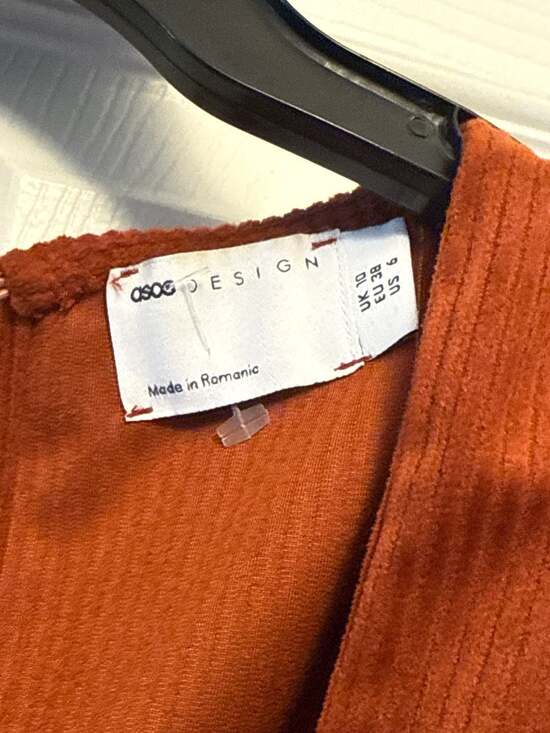 asos DESIGN
Made in Romania
UK 10
EU 38
US 6